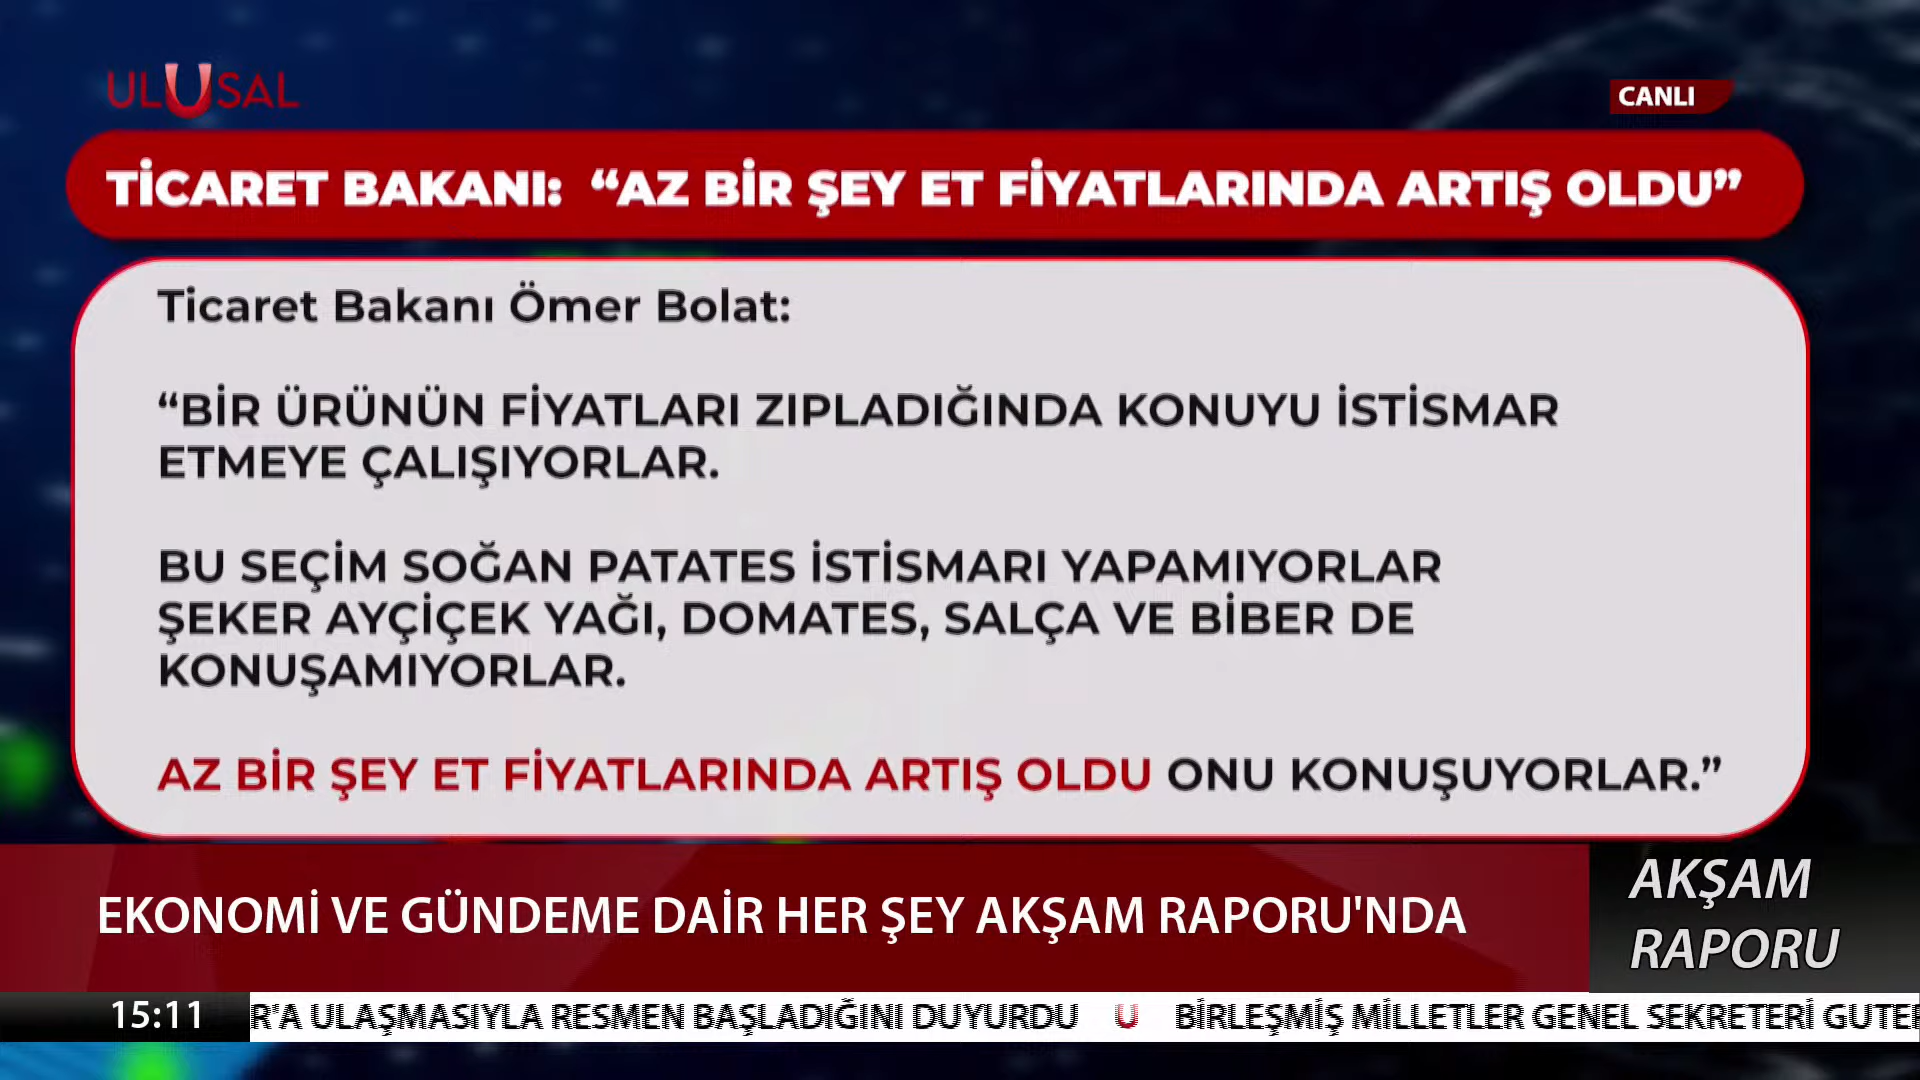 ULUSAL
CANLI
TİCARET BAKANI: “AZ BİR ŞEY ET FİYATLARINDA ARTIŞ OLDU”
Ticaret Bakanı Ömer Bolat:
“BİR ÜRÜNÜN FİYATLARI ZIPLADIĞINDA KONUYU İSTİSMAR
ETMEYE ÇALIŞIYORLAR.
BU SEÇİM SOĞAN PATATES İSTİSMARI YAPAMIYORLAR
ŞEKER AYÇİÇEK YAĞI, DOMATES, SALÇA VE BİBER DE
KONUŞAMIYORLAR.
AZ BİR ŞEY ET FİYATLARINDA ARTIŞ OLDU ONU KONUŞUYORLAR.”
EKONOMİ VE GÜNDEME DAİR HER ŞEY AKŞAM RAPORU'NDA
AKŞAM
RAPORU
15:11
R'A ULAŞMASIYLA RESMEN BAŞLADIĞINI DUYURDU U BİRLEŞMİŞ MİLLETLER GENEL SEKRETERİ GUTE